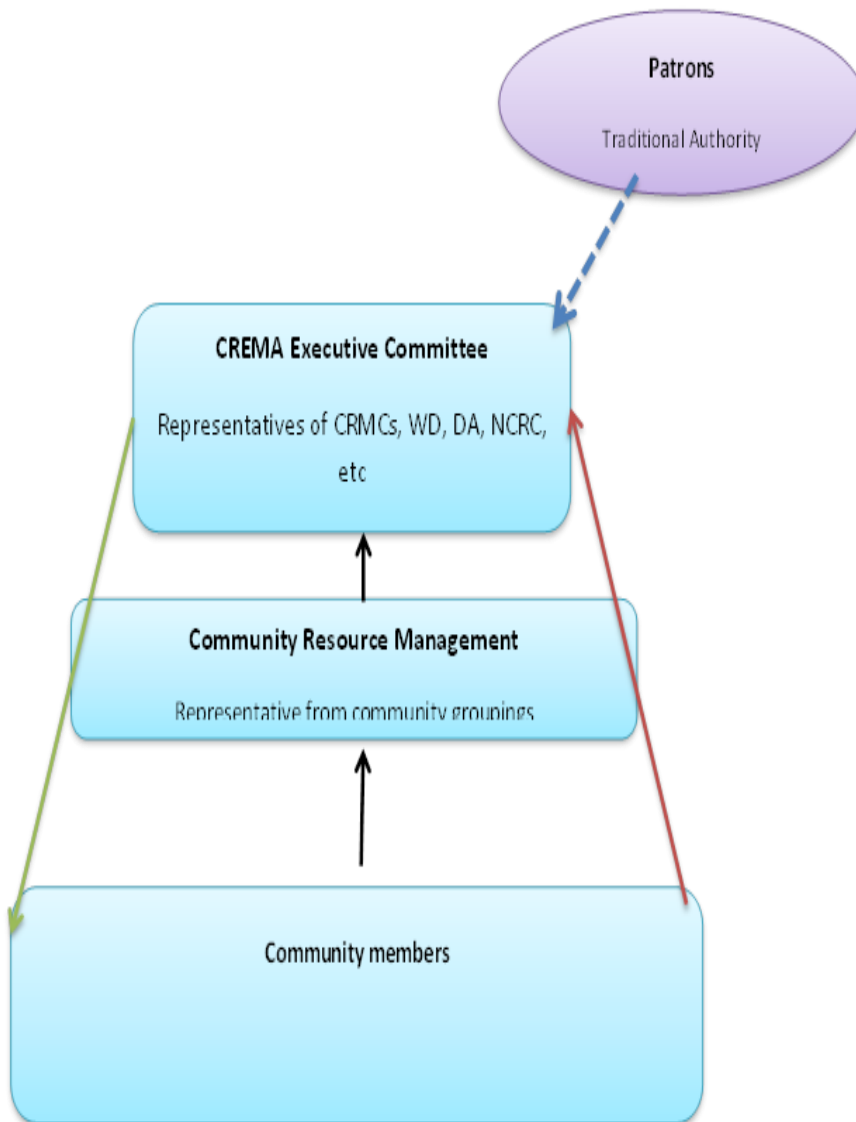 Patrons
Traditional Authority
CREMA Executive Committee
Representatives of CRMCs, WD, DA, NCRC,
etc
Community Resource Management
Representative from community groupings
Community members